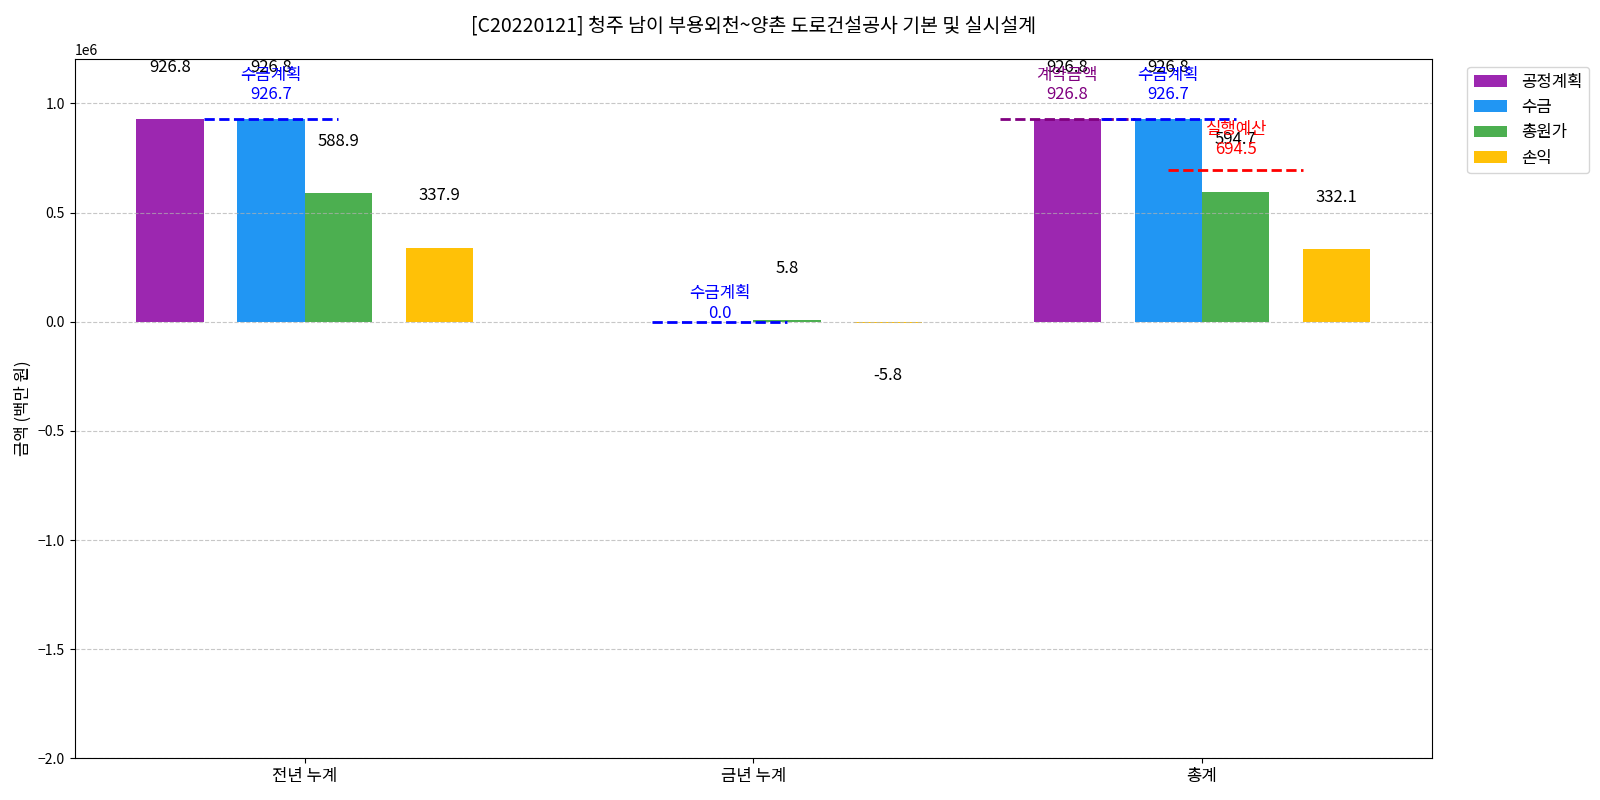 [C20220121] 청주 남이 부용외천~양촌 도로건설공사 기본 및 실시설계
1e6
1.0
0.5
0.0
−0.5
−1.0
−1.5
−2.0
금액 (백만 원)
926.8
926.8
수금계획
926.7
588.9
337.9
수금계획
0.0
5.8
-5.8
926.8
계약금액
926.8
926.8
수금계획
926.7
실행예산
594.7
694.5
332.1
전년 누계
금년 누계
총계
공정계획
수금
총원가
손익